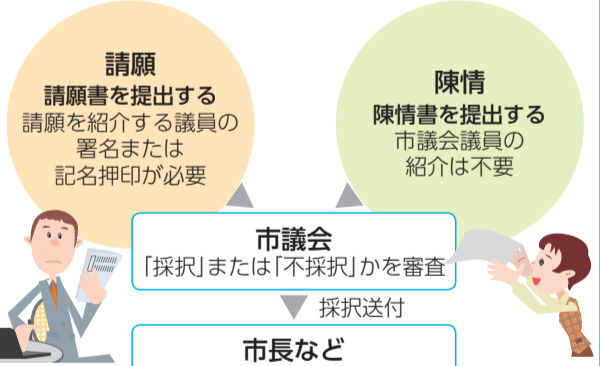 請願
請願書を提出する
請願を紹介する議員の
署名または
記名押印が必要
陳情
陳情書を提出する
市議会議員の
紹介は不要
市議会
「採択」または「不採択」かを審査
採択送付
市長など